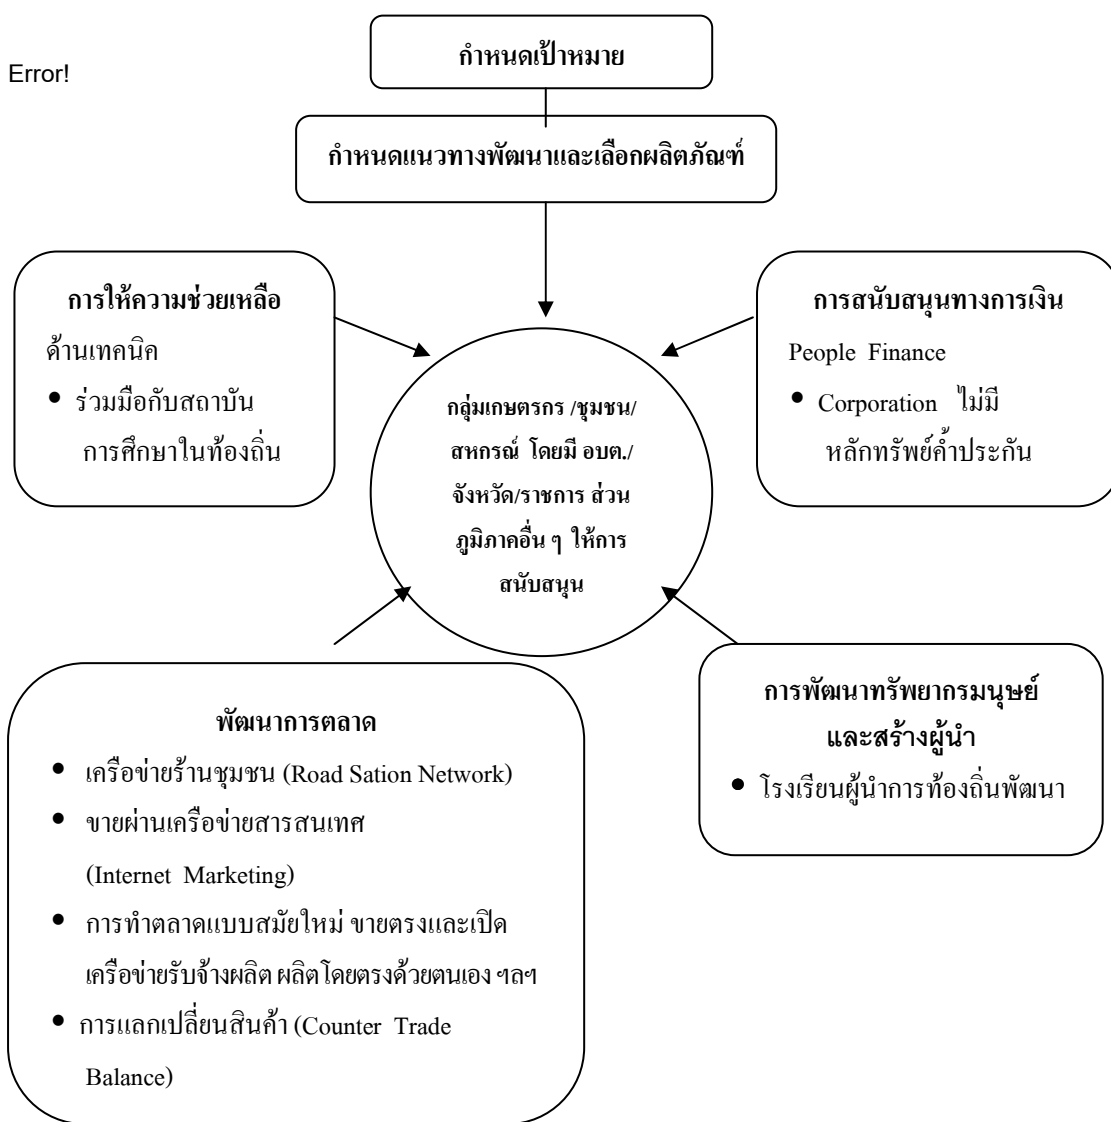 กำหนดเป้าหมาย
Error!
กำหนดแนวทางพัฒนาและเลือกผลิตภัณฑ์
การให้ความช่วยเหลือ
ด้านเทคนิค
• ร่วมมือกับสถาบัน
การศึกษาในท้องถิ่น
การสนับสนุนทางการเงิน
People Finance
• Corporation ไม่มี
หลักทรัพย์ค้ำประกัน
กลุ่มเกษตรกร /ชุมชน/
สหกรณ์ โดยมี อบต./
จังหวัด/ราชการ ส่วน
ภูมิภาคอื่น ๆ ให้การ
สนับสนุน
พัฒนาการตลาด
• เครือข่ายร้านชุมชน (Road Sation Network)
• ขายผ่านเครือข่ายสารสนเทศ
(Internet Marketing)
• การทำตลาดแบบสมัยใหม่ ขายตรงและเปิด
เครือข่ายรับจ้างผลิต ผลิตโดยตรงด้วยตนเอง ฯลฯ
• การแลกเปลี่ยนสินค้า (Counter Trade
Balance)
การพัฒนาทรัพยากรมนุษย์
และสร้างผู้นำ
• โรงเรียนผู้นำการท้องถิ่นพัฒนา